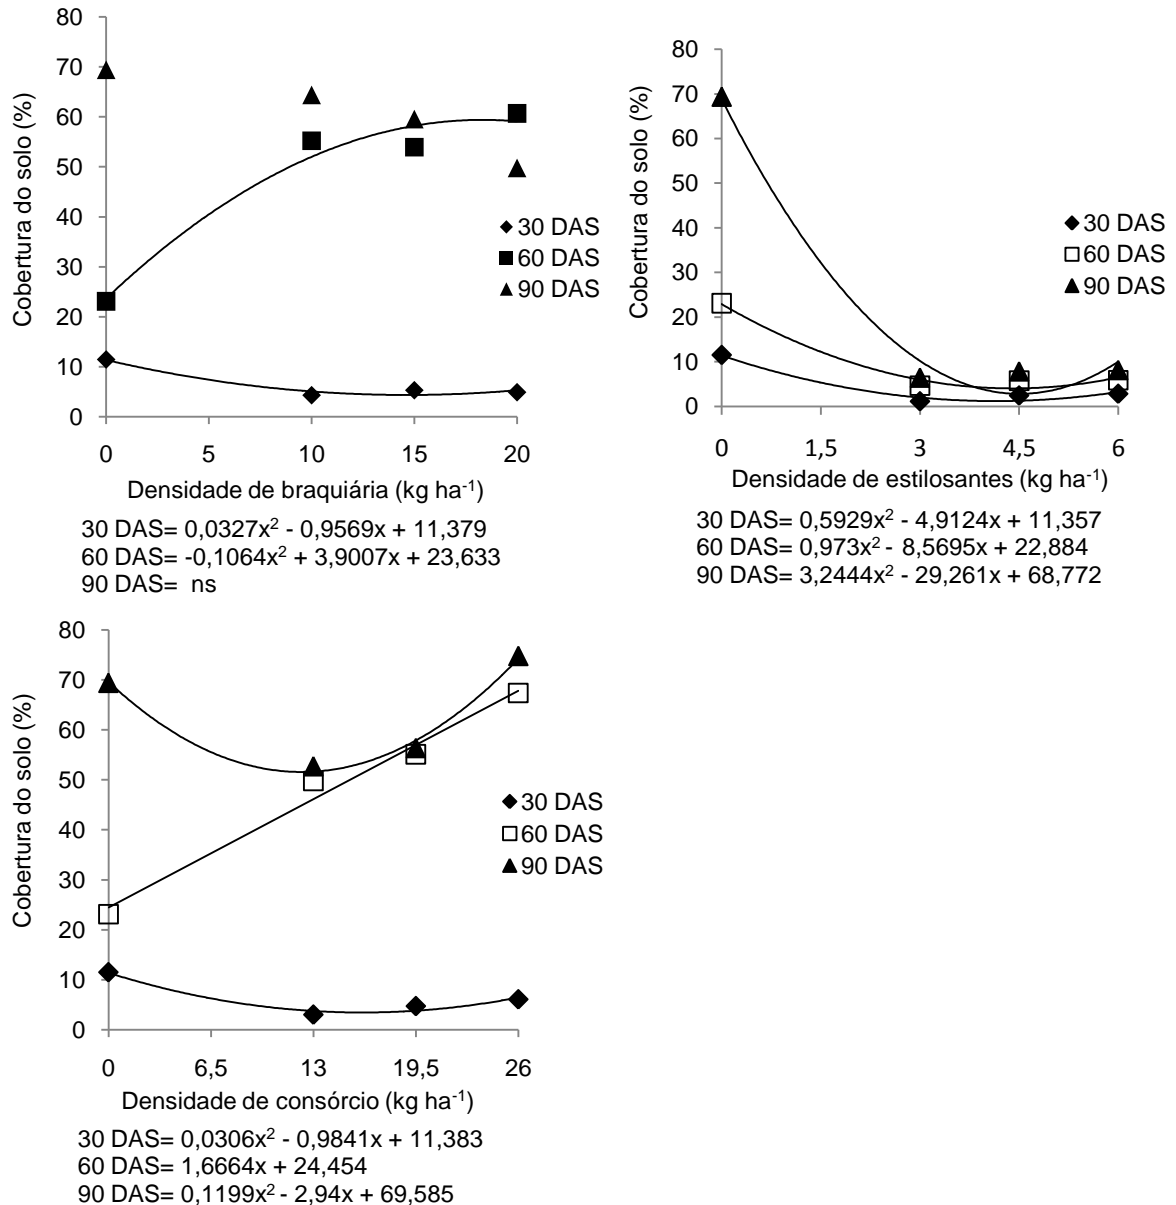 80
70
60
50
40
30
20
10
0
Cobertura do solo (%)
0 5 10 15 20
Densidade de braquiária (kg ha-1)
30 DAS
60 DAS
90 DAS
30 DAS= 0,0327x2 - 0,9569x + 11,379
60 DAS= -0,1064x2 + 3,9007x + 23,633
90 DAS= ns
80
70
60
50
40
30
20
10
0
Cobertura do solo (%)
0 1,5 3 4,5 6
Densidade de estilosantes (kg ha-1)
30 DAS
60 DAS
90 DAS
30 DAS= 0,5929x2 - 4,9124x + 11,357
60 DAS= 0,973x2 - 8,5695x + 22,884
90 DAS= 3,2444x2 - 29,261x + 68,772
80
70
60
50
40
30
20
10
0
Cobertura do solo (%)
0 6,5 13 19,5 26
Densidade de consórcio (kg ha-1)
30 DAS
60 DAS
90 DAS
30 DAS= 0,0306x2 - 0,9841x + 11,383
60 DAS= 1,6664x + 24,454
90 DAS= 0,1199x2 - 2,94x + 69,585